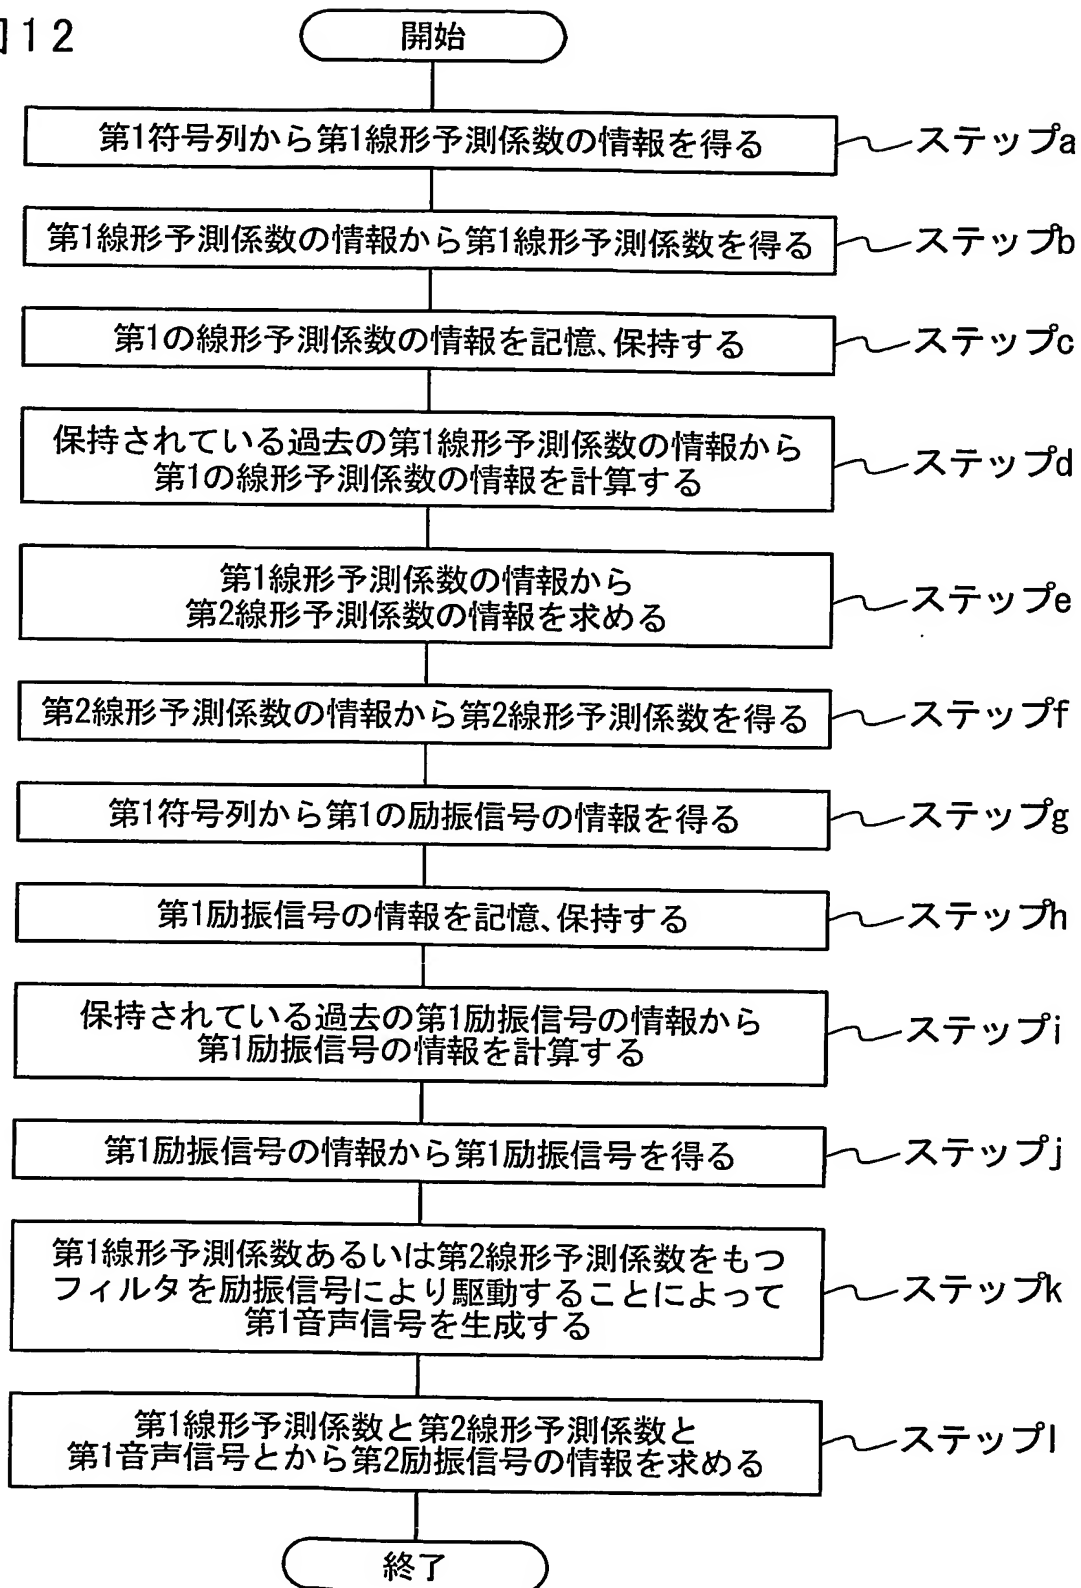 図12
開始
第1符号列から第1線形予測係数の情報を得る
ステップa
第1線形予測係数の情報から第1線形予測係数を得る
ステップb
第1の線形予測係数の情報を記憶、保持する
ステップc
保持されている過去の第1線形予測係数の情報から
第1の線形予測係数の情報を計算する
ステップd
第1線形予測係数の情報から
第2線形予測係数の情報を求める
ステップe
第2線形予測係数の情報から第2線形予測係数を得る
ステップf
第1符号列から第1の励振信号の情報を得る
ステップg
第1励振信号の情報を記憶、保持する
ステップh
保持されている過去の第1励振信号の情報から
第1励振信号の情報を計算する
ステップi
第1励振信号の情報から第1励振信号を得る
ステップj
第1線形予測係数あるいは第2線形予測係数をもつ
フィルタを励振信号により駆動することによって
第1音声信号を生成する
ステップk
第1線形予測係数と第2線形予測係数と
第1音声信号とから第2励振信号の情報を求める
ステップl
終了